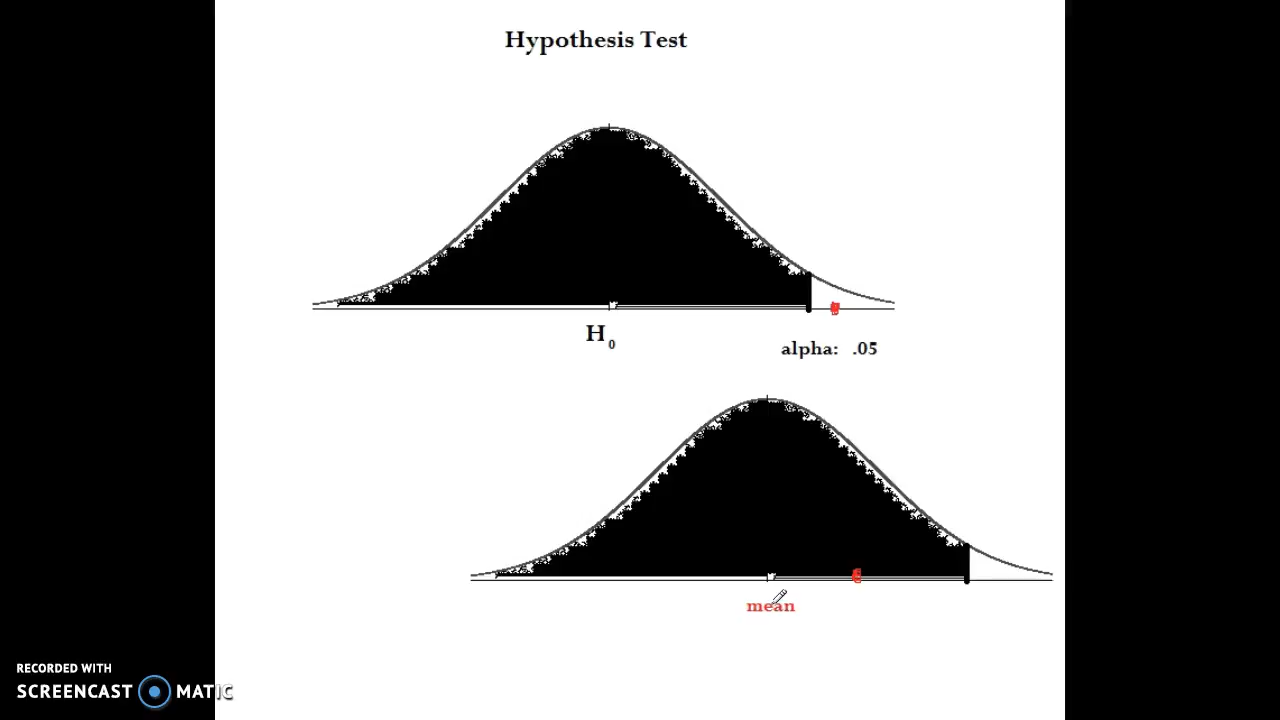 Hypothesis Test
H₀
alpha: .05
mean
RECORDED WITH
SCREENCAST MATIC